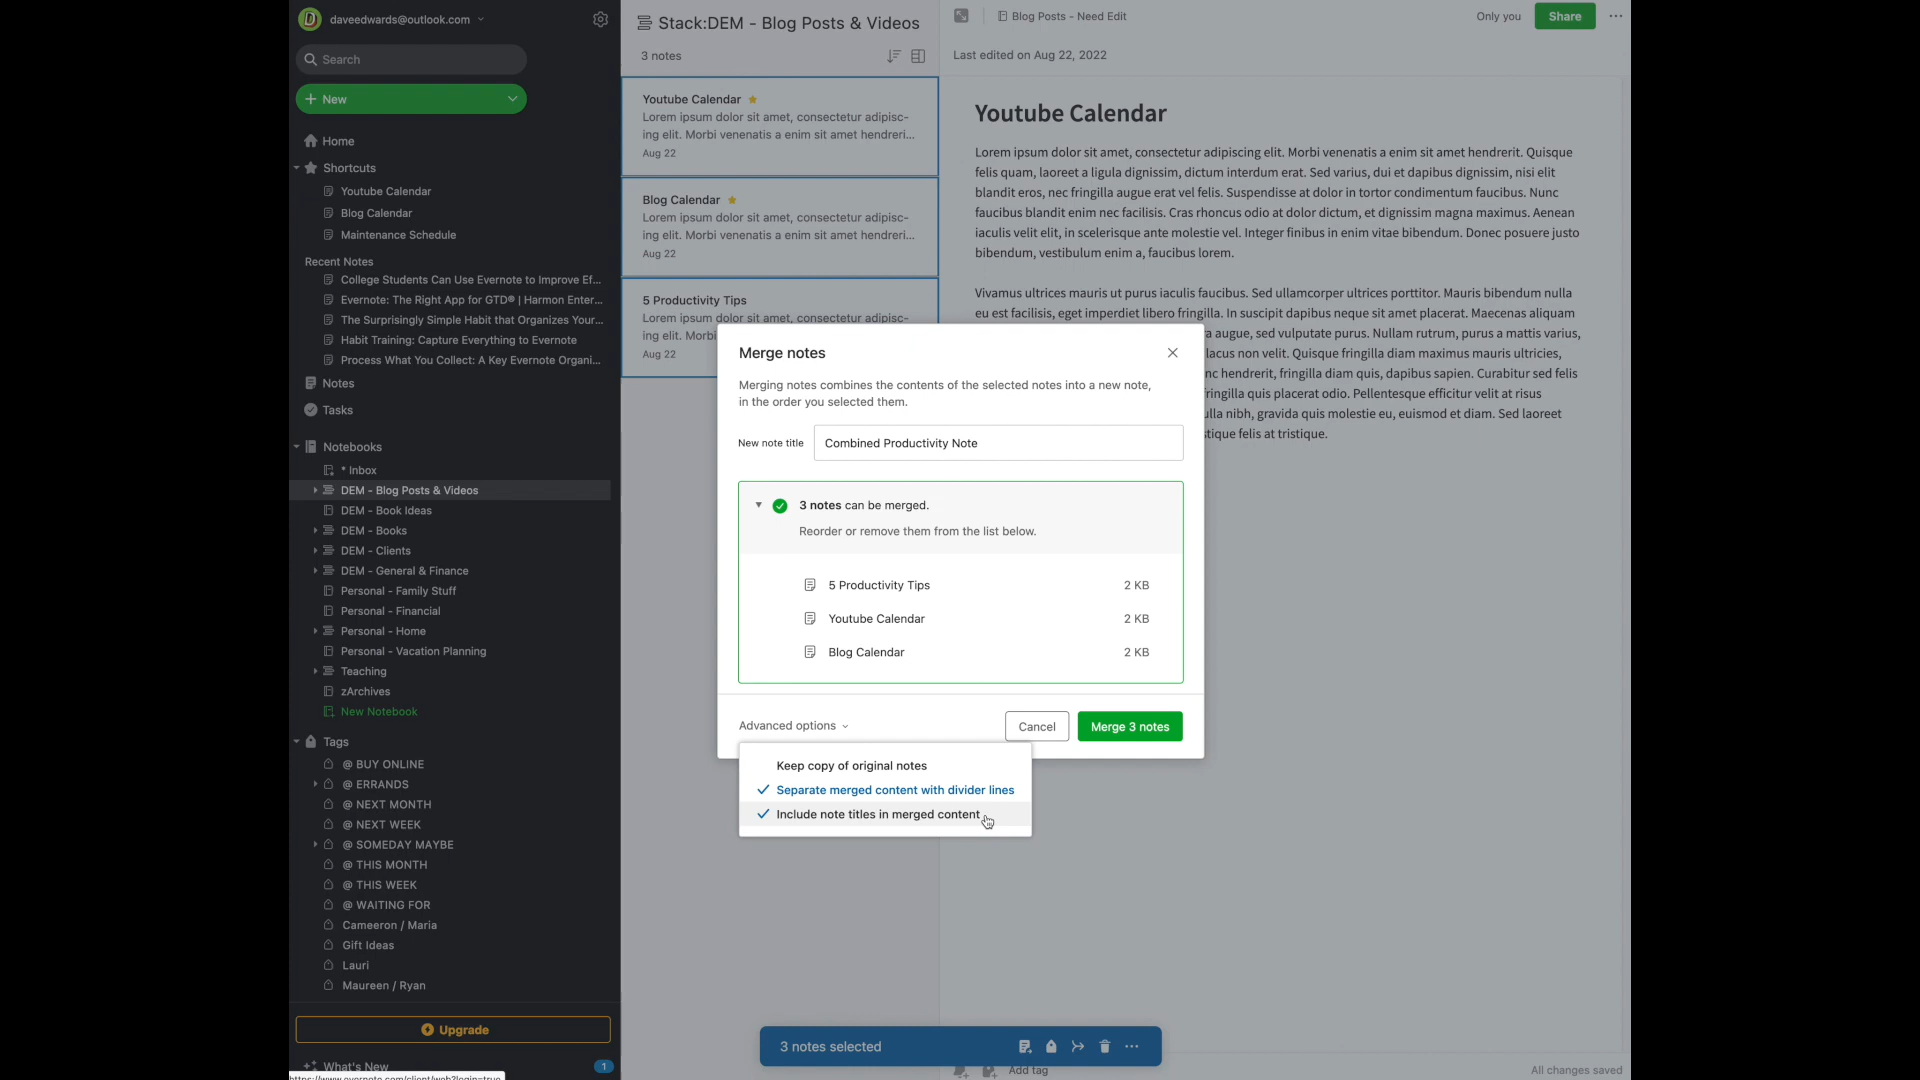 daveedwards@outlook.com
Search
New
Home
Shortcuts
Youtube Calendar
Blog Calendar
Maintenance Schedule
Recent Notes
College Students Can Use Evernote to Improve Ef...
Evernote: The Right App for GTD® | Harmon Enter...
The Surprisingly Simple Habit that Organizes Your...
Habit Training: Capture Everything to Evernote
Process What You Collect: A Key Evernote Organi...
Notes
Tasks
Notebooks
* Inbox
DEM - Blog Posts & Videos
DEM - Book Ideas
DEM - Books
DEM - Clients
DEM - General & Finance
Personal - Family Stuff
Personal - Financial
Personal - Home
Personal - Vacation Planning
Teaching
zArchives
New Notebook
Tags
@ BUY ONLINE
@ ERRANDS
@ NEXT MONTH
@ NEXT WEEK
@ SOMEDAY MAYBE
@ THIS MONTH
@ THIS WEEK
@ WAITING FOR
Cameeron / Maria
Gift Ideas
Lauri
Maureen / Ryan
Upgrade
What's New 1
https://www.evernote.com/client/web?login=true
Stack:DEM - Blog Posts & Videos
3 notes
Youtube Calendar
Lorem ipsum dolor sit amet, consectetur adipisc-
ing elit. Morbi venenatis a enim sit amet hendreri...
Aug 22
Blog Calendar
Lorem ipsum dolor sit amet, consectetur adipisc-
ing elit. Morbi venenatis a enim sit amet hendreri...
Aug 22
5 Productivity Tips
Lorem ipsum dolor sit amet, consectetur adipisc-
ing elit. Morbi
Aug 22
Blog Posts - Need Edit
Only you
Share
Last edited on Aug 22, 2022
Youtube Calendar
Lorem ipsum dolor sit amet, consectetur adipiscing elit. Morbi venenatis a enim sit amet hendrerit. Quisque
felis quam, laoreet a ligula dignissim, dictum interdum erat. Sed varius, dui et dapibus dignissim, nisi elit
blandit eros, nec fringilla augue erat vel felis. Suspendisse at dolor in tortor condimentum faucibus. Nunc
faucibus blandit enim nec facilisis. Cras rhoncus odio at dolor dictum, et dignissim magna maximus. Aenean
iaculis velit elit, in scelerisque ante molestie vel. Integer finibus in enim vitae bibendum. Donec posuere justo
bibendum, vestibulum enim a, faucibus lorem.
Vivamus ultrices mauris ut purus iaculis faucibus. Sed ullamcorper ultrices porttitor. Mauris bibendum nulla
eu est facilisis, eget imperdiet libero fringilla. In suscipit dapibus neque sit amet placerat. Maecenas aliquam
augue, sed vulputate purus. Nullam rutrum, purus a mattis varius,
lacus non velit. Quisque fringilla diam maximus mauris ultricies,
hendrerit, fringilla diam quis, dapibus sapien. Curabitur sed felis
fringilla quis placerat odio. Pellentesque efficitur velit at risus
nibh, gravida quis molestie eu, euismod et diam. Sed laoreet
tique felis at tristique.
Merge notes
Merging notes combines the contents of the selected notes into a new note,
in the order you selected them.
New note title
Combined Productivity Note
3 notes can be merged.
Reorder or remove them from the list below.
5 Productivity Tips 2 KB
Youtube Calendar 2 KB
Blog Calendar 2 KB
Advanced options
Cancel
Merge 3 notes
Keep copy of original notes
Separate merged content with divider lines
Include note titles in merged content
3 notes selected
Add tag
All changes saved